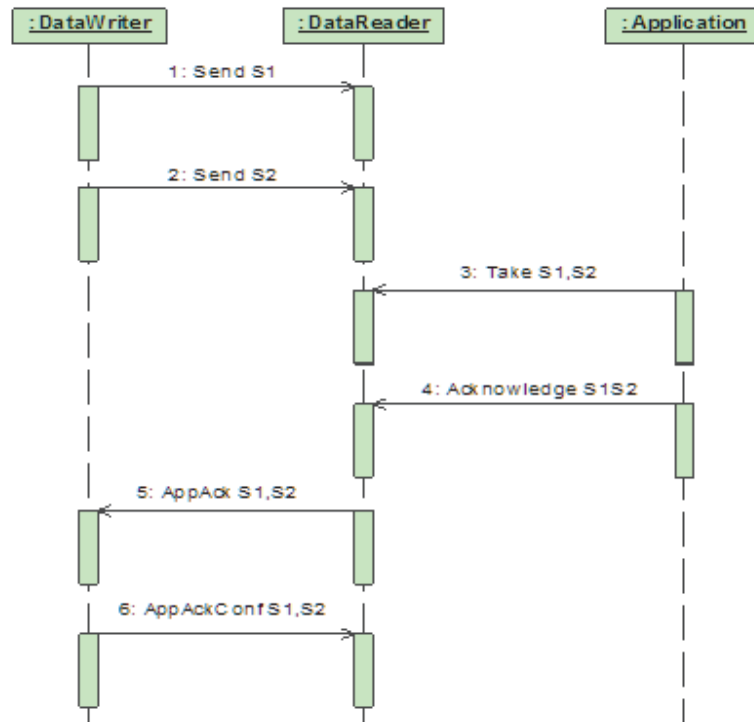 : DataWriter
: DataReader
: Application
1: Send S1
2: Send S2
3: Take S1,S2
4: Acknowledge S1S2
5: AppAck S1,S2
6: AppAckConf S1,S2